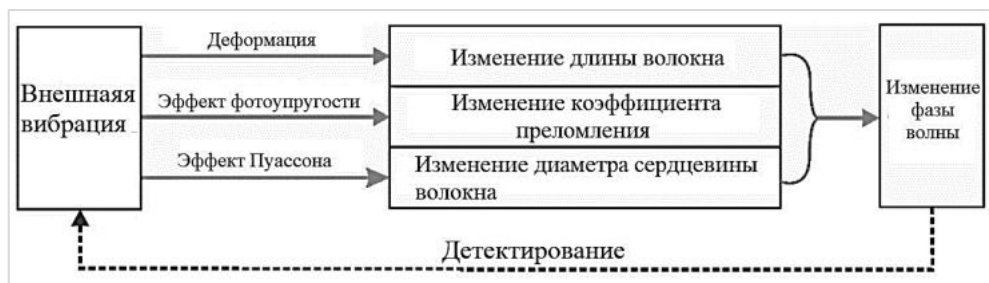 Деформация
Эффект фотоупругости
Эффект Пуассона
Внешнаяя
вибрация
Изменение длины волокна
Изменение коэффициента
преломления
Изменение диаметра сердцевины
волокна
Изменение
фазы
волны
Детектирование